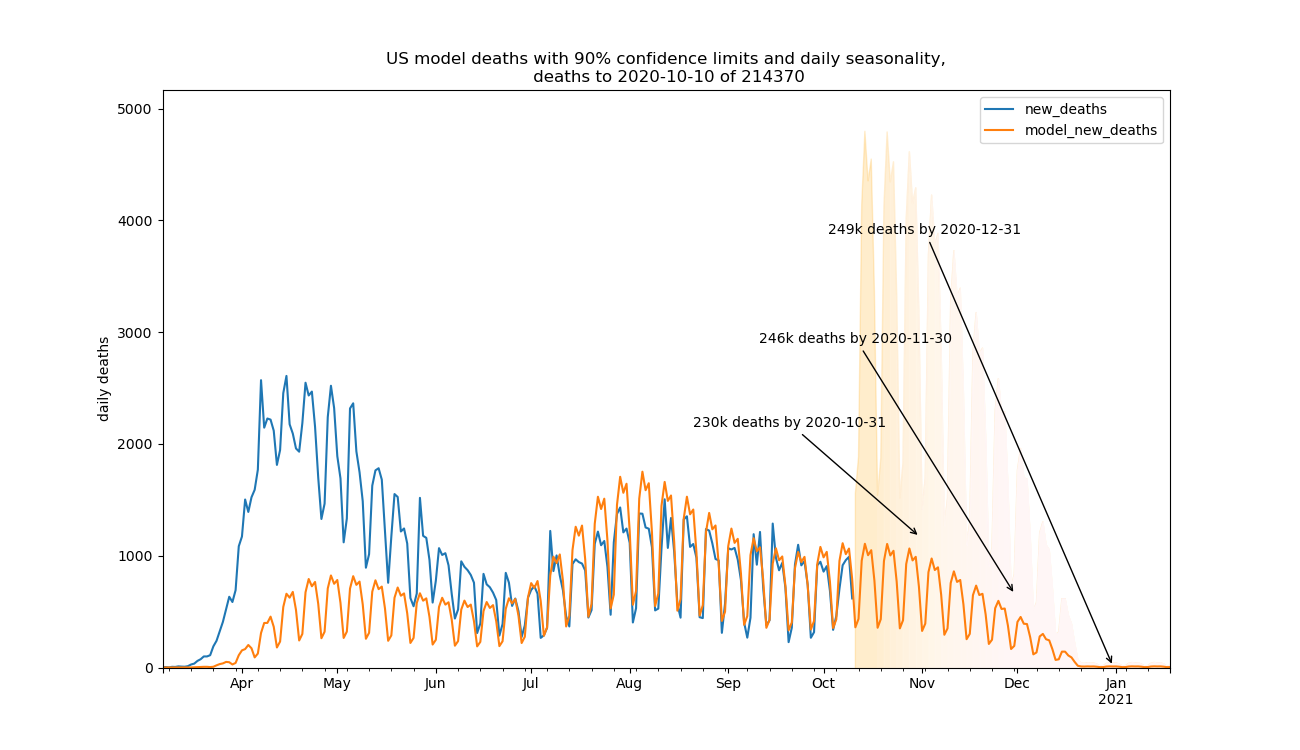 US model deaths with 90% confidence limits and daily seasonality,
deaths to 2020-10-10 of 214370
5000
4000
3000
2000
1000
0
daily deaths
new_deaths
model_new_deaths
249k deaths by 2020-12-31
246k deaths by 2020-11-30
230k deaths by 2020-10-31
Apr May Jun Jul Aug Sep Oct Nov Dec Jan
2021